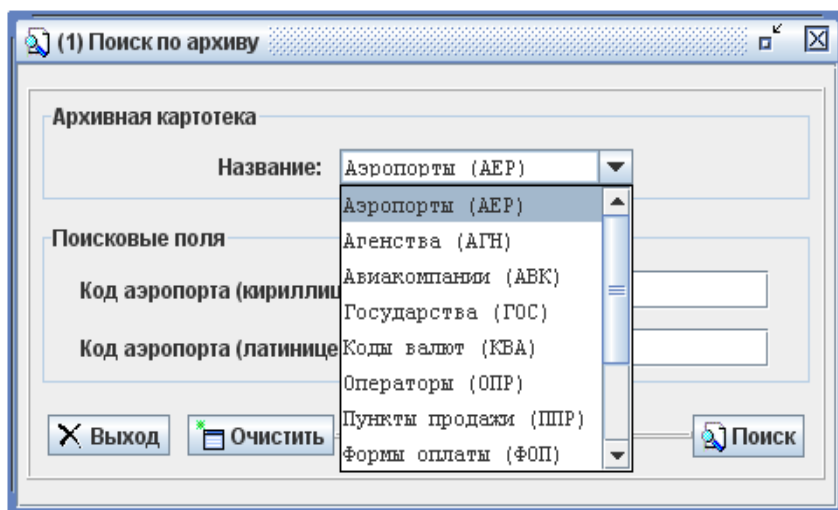 (1) Поиск по архиву
Архивная картотека
Название: Аэропорты (АЕР)
Аэропорты (АЕР)
Агенства (АГН)
Поисковые поля
Авиакомпании (АВК)
Код аэропорта (кириллиц
Государства (ГОС)
Код аэропорта (латинице
Коды валют (КВА)
Операторы (ОПР)
Пункты продажи (ППР)
Выход Очистить Поиск
Формы оплаты (ФОП)